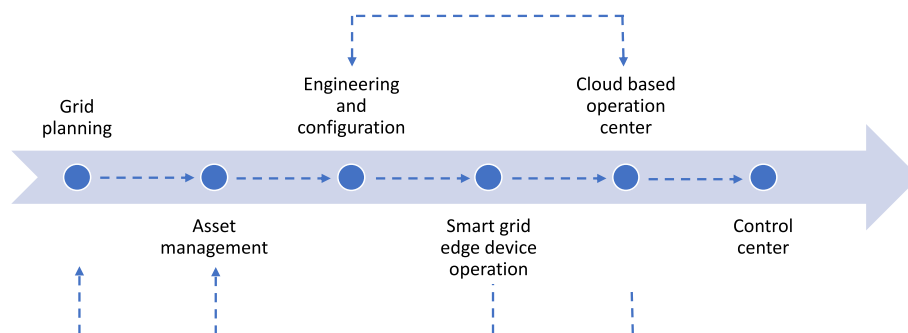 Grid
planning
Asset
management
Engineering
and
configuration
Smart grid
edge device
operation
Cloud based
operation
center
Control
center